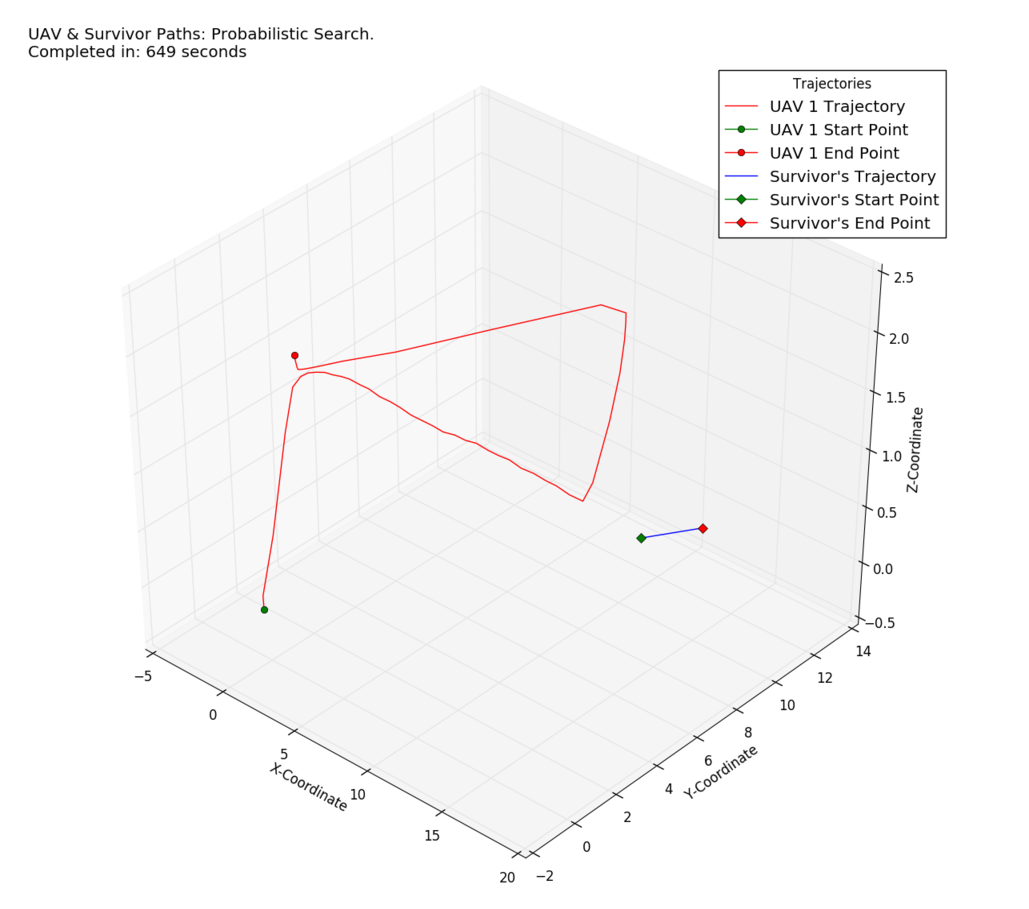 UAV & Survivor Paths: Probabilistic Search.
Completed in: 649 seconds
Trajectories
UAV 1 Trajectory
UAV 1 Start Point
UAV 1 End Point
Survivor's Trajectory
Survivor's Start Point
Survivor's End Point
2.5
2.0
1.5
1.0
0.5
0.0
−0.5
Z-Coordinate
14
12
10
8
6
4
2
0
−2
Y-Coordinate
−5
0
5
10
15
20
X-Coordinate